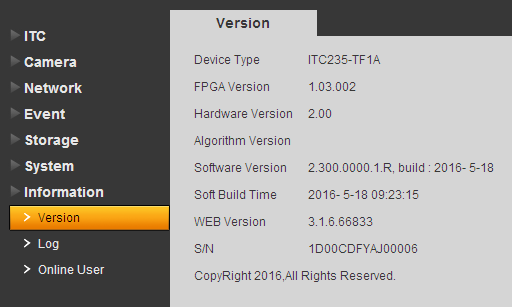 ITC
Camera
Network
Event
Storage
System
Information
Version
Log
Online User
Version
Device Type ITC235-TF1A
FPGA Version 1.03.002
Hardware Version 2.00
Algorithm Version
Software Version 2.300.0000.1.R, build : 2016- 5-18
Soft Build Time 2016- 5-18 09:23:15
WEB Version 3.1.6.66833
S/N 1D00CDFYAJ00006
CopyRight 2016,All Rights Reserved.